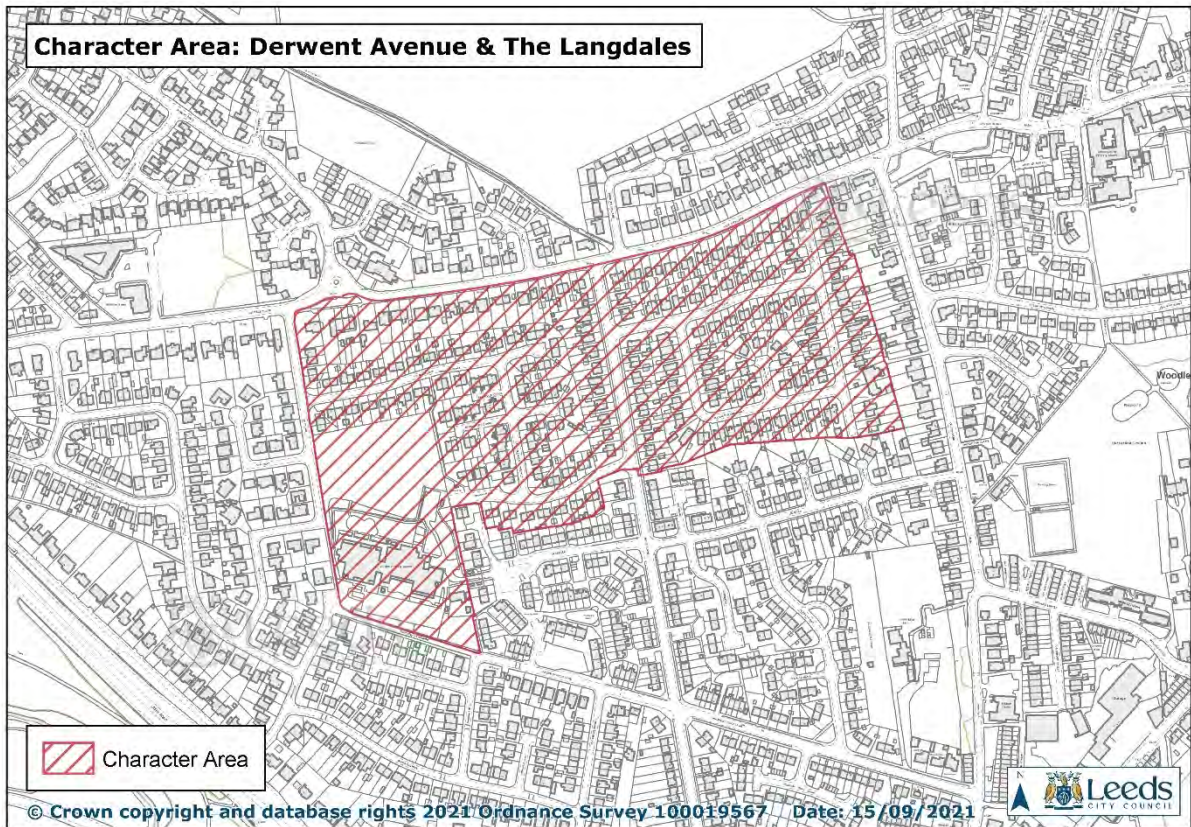 Character Area: Derwent Avenue & The Langdales
Woodle
Character Area
© Crown copyright and database rights 2021 Ordnance Survey 100019567 Date: 15/09/2021
N
Leeds
CITY COUNCIL